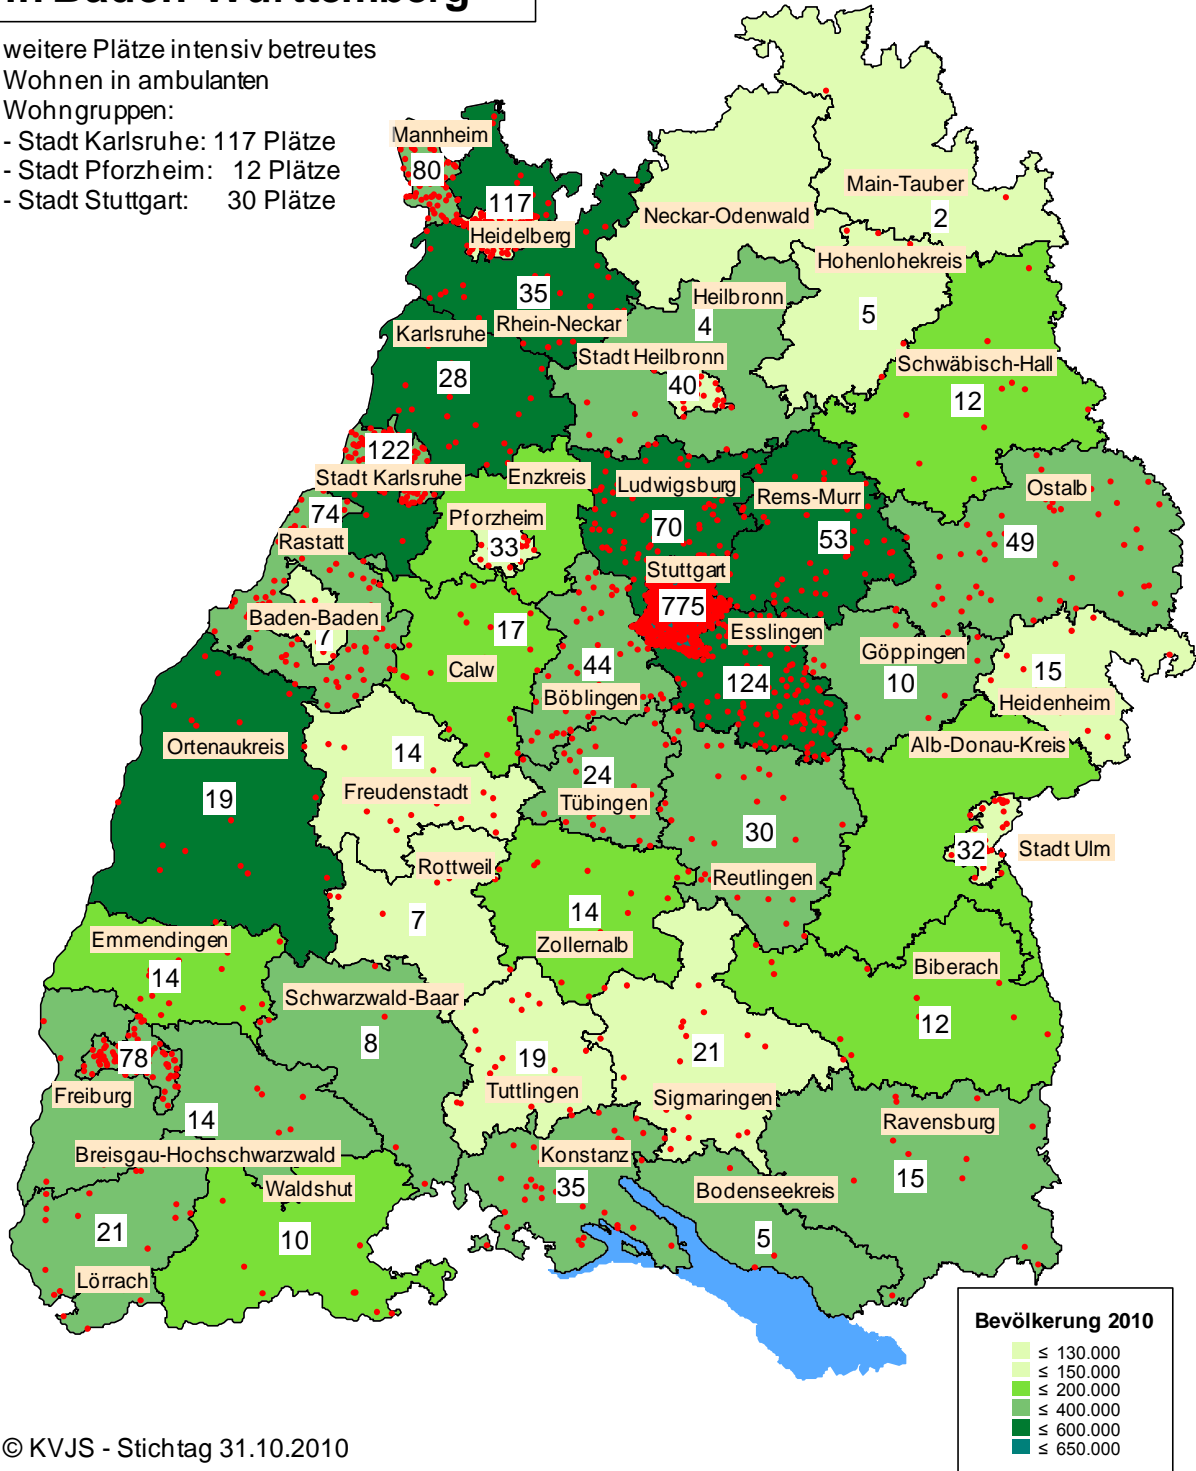 in Baden-Württemberg
weitere Plätze intensiv betreutes
Wohnen in ambulanten
Wohngruppen:
- Stadt Karlsruhe: 117 Plätze
- Stadt Pforzheim: 12 Plätze
- Stadt Stuttgart: 30 Plätze
Mannheim
80
117
Heidelberg
Neckar-Odenwald
Main-Tauber
2
Hohenlohekreis
5
35
Rhein-Neckar
Heilbronn
4
Karlsruhe
28
Stadt Heilbronn
40
Schwäbisch-Hall
12
122
Stadt Karlsruhe
Enzkreis
Ludwigsburg
70
Rems-Murr
53
Ostalb
49
74
Rastatt
Pforzheim
33
Stuttgart
775
Baden-Baden
7
17
Calw
44
Böblingen
Esslingen
124
Göppingen
10
15
Heidenheim
Ortenaukreis
19
14
Freudenstadt
24
Tübingen
Alb-Donau-Kreis
30
Reutlingen
32
Stadt Ulm
Rottweil
7
14
Zollernalb
Emmendingen
14
Schwarzwald-Baar
8
Biberach
12
78
Freiburg
14
Breisgau-Hochschwarzwald
19
Tuttlingen
21
Sigmaringen
Ravensburg
15
Waldshut
10
Konstanz
35
Bodenseekreis
5
21
Lörrach
Bevölkerung 2010
≤ 130.000
≤ 150.000
≤ 200.000
≤ 400.000
≤ 600.000
≤ 650.000
© KVJS - Stichtag 31.10.2010